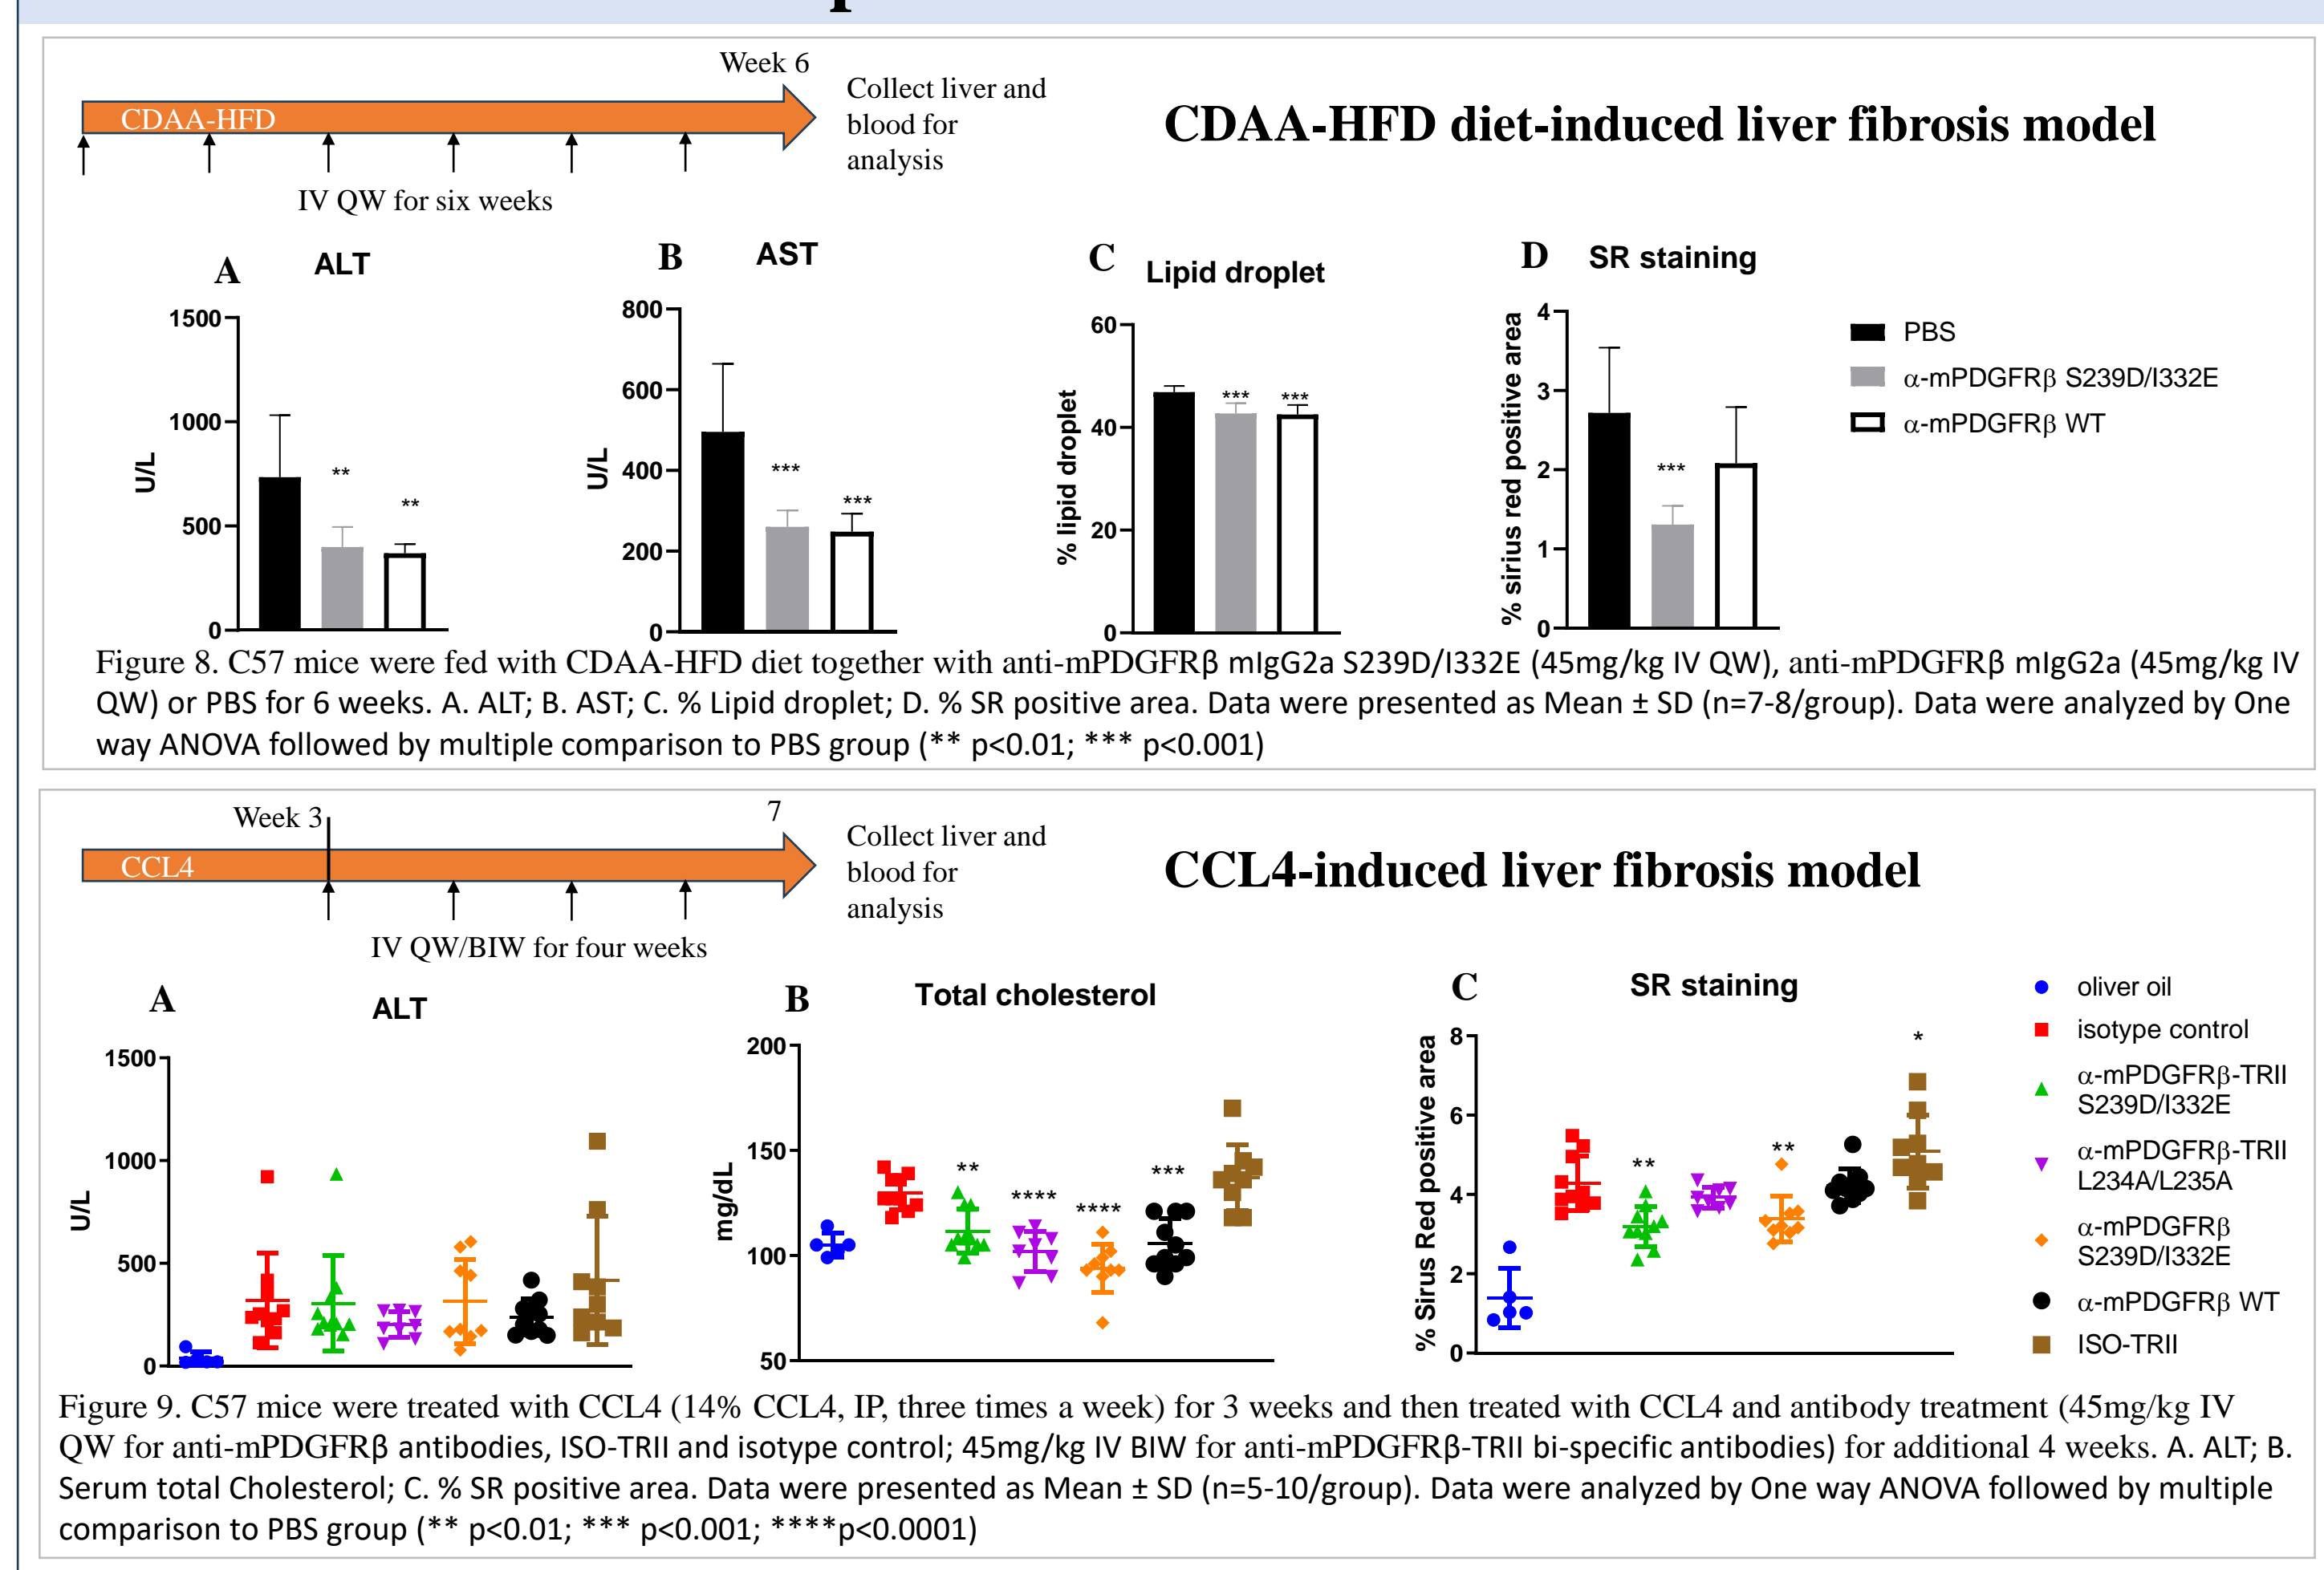 Week 6
CDAA-HFD
Collect liver and
blood for
analysis
IV QW for six weeks
CDAA-HFD diet-induced liver fibrosis model
A
ALT
1500
1000
500
0
U/L
**
**
B
AST
800
600
400
200
0
U/L
***
***
C
Lipid droplet
60
40
20
0
% lipid droplet
***
***
D
SR staining
4
3
2
1
0
% sirius red positive area
***
PBS
α-mPDGFRβ S239D/I332E
α-mPDGFRβ WT
Figure 8. C57 mice were fed with CDAA-HFD diet together with anti-mPDGFRβ mIgG2a S239D/I332E (45mg/kg IV QW), anti-mPDGFRβ mIgG2a (45mg/kg IV
QW) or PBS for 6 weeks. A. ALT; B. AST; C. % Lipid droplet; D. % SR positive area. Data were presented as Mean ± SD (n=7-8/group). Data were analyzed by One
way ANOVA followed by multiple comparison to PBS group (** p<0.01; *** p<0.001)
Week 3
7
CCL4
Collect liver and
blood for
analysis
IV QW/BIW for four weeks
CCL4-induced liver fibrosis model
A
ALT
1500
1000
500
0
U/L
B
Total cholesterol
200
150
100
50
mg/dL
**
****
****
***
C
SR staining
8
6
4
2
0
% Sirus Red positive area
**
**
*
oliver oil
isotype control
α-mPDGFRβ-TRII
S239D/I332E
α-mPDGFRβ-TRII
L234A/L235A
α-mPDGFRβ
S239D/I332E
α-mPDGFRβ WT
ISO-TRII
Figure 9. C57 mice were treated with CCL4 (14% CCL4, IP, three times a week) for 3 weeks and then treated with CCL4 and antibody treatment (45mg/kg IV
QW for anti-mPDGFRβ antibodies, ISO-TRII and isotype control; 45mg/kg IV BIW for anti-mPDGFRβ-TRII bi-specific antibodies) for additional 4 weeks. A. ALT; B.
Serum total Cholesterol; C. % SR positive area. Data were presented as Mean ± SD (n=5-10/group). Data were analyzed by One way ANOVA followed by multiple
comparison to PBS group (** p<0.01; *** p<0.001; ****p<0.0001)